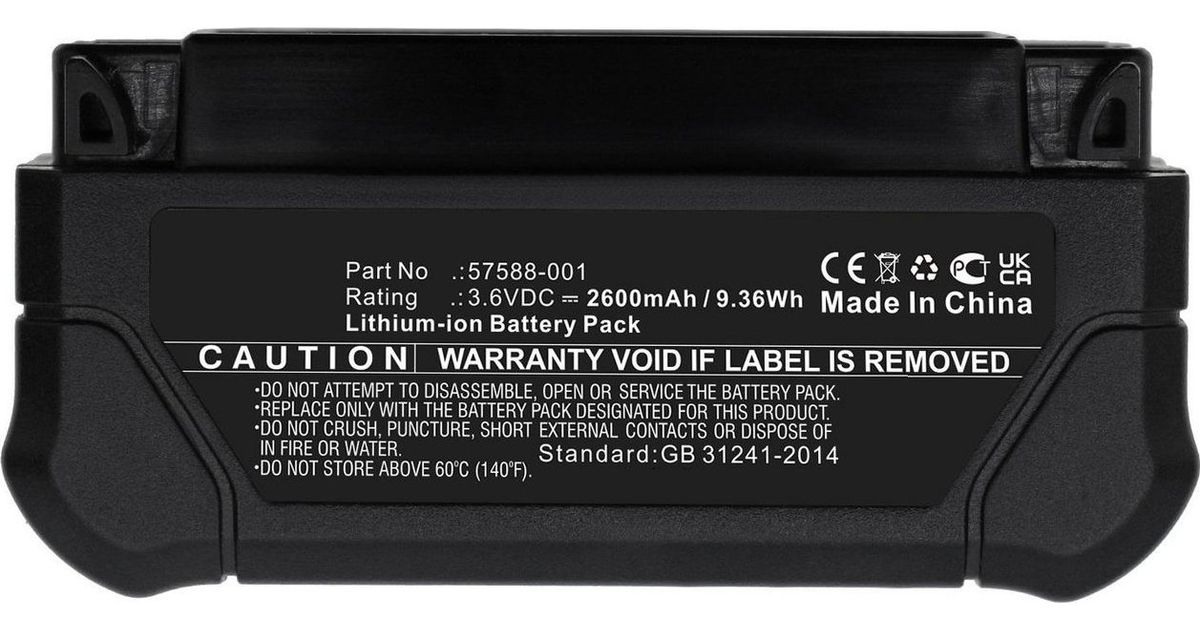 Part No .:57588-001
Rating .:3.6VDC ⎓ 2600mAh / 9.36Wh
Lithium-ion Battery Pack
CE PCT UK CA
Made In China
CAUTION | WARRANTY VOID IF LABEL IS REMOVED
•DO NOT ATTEMPT TO DISASSEMBLE, OPEN OR SERVICE THE BATTERY PACK.
•REPLACE ONLY WITH THE BATTERY PACK DESIGNATED FOR THIS PRODUCT.
•DO NOT CRUSH, PUNCTURE, SHORT EXTERNAL CONTACTS OR DISPOSE OF
IN FIRE OR WATER.
Standard:GB 31241-2014
•DO NOT STORE ABOVE 60°C (140°F).